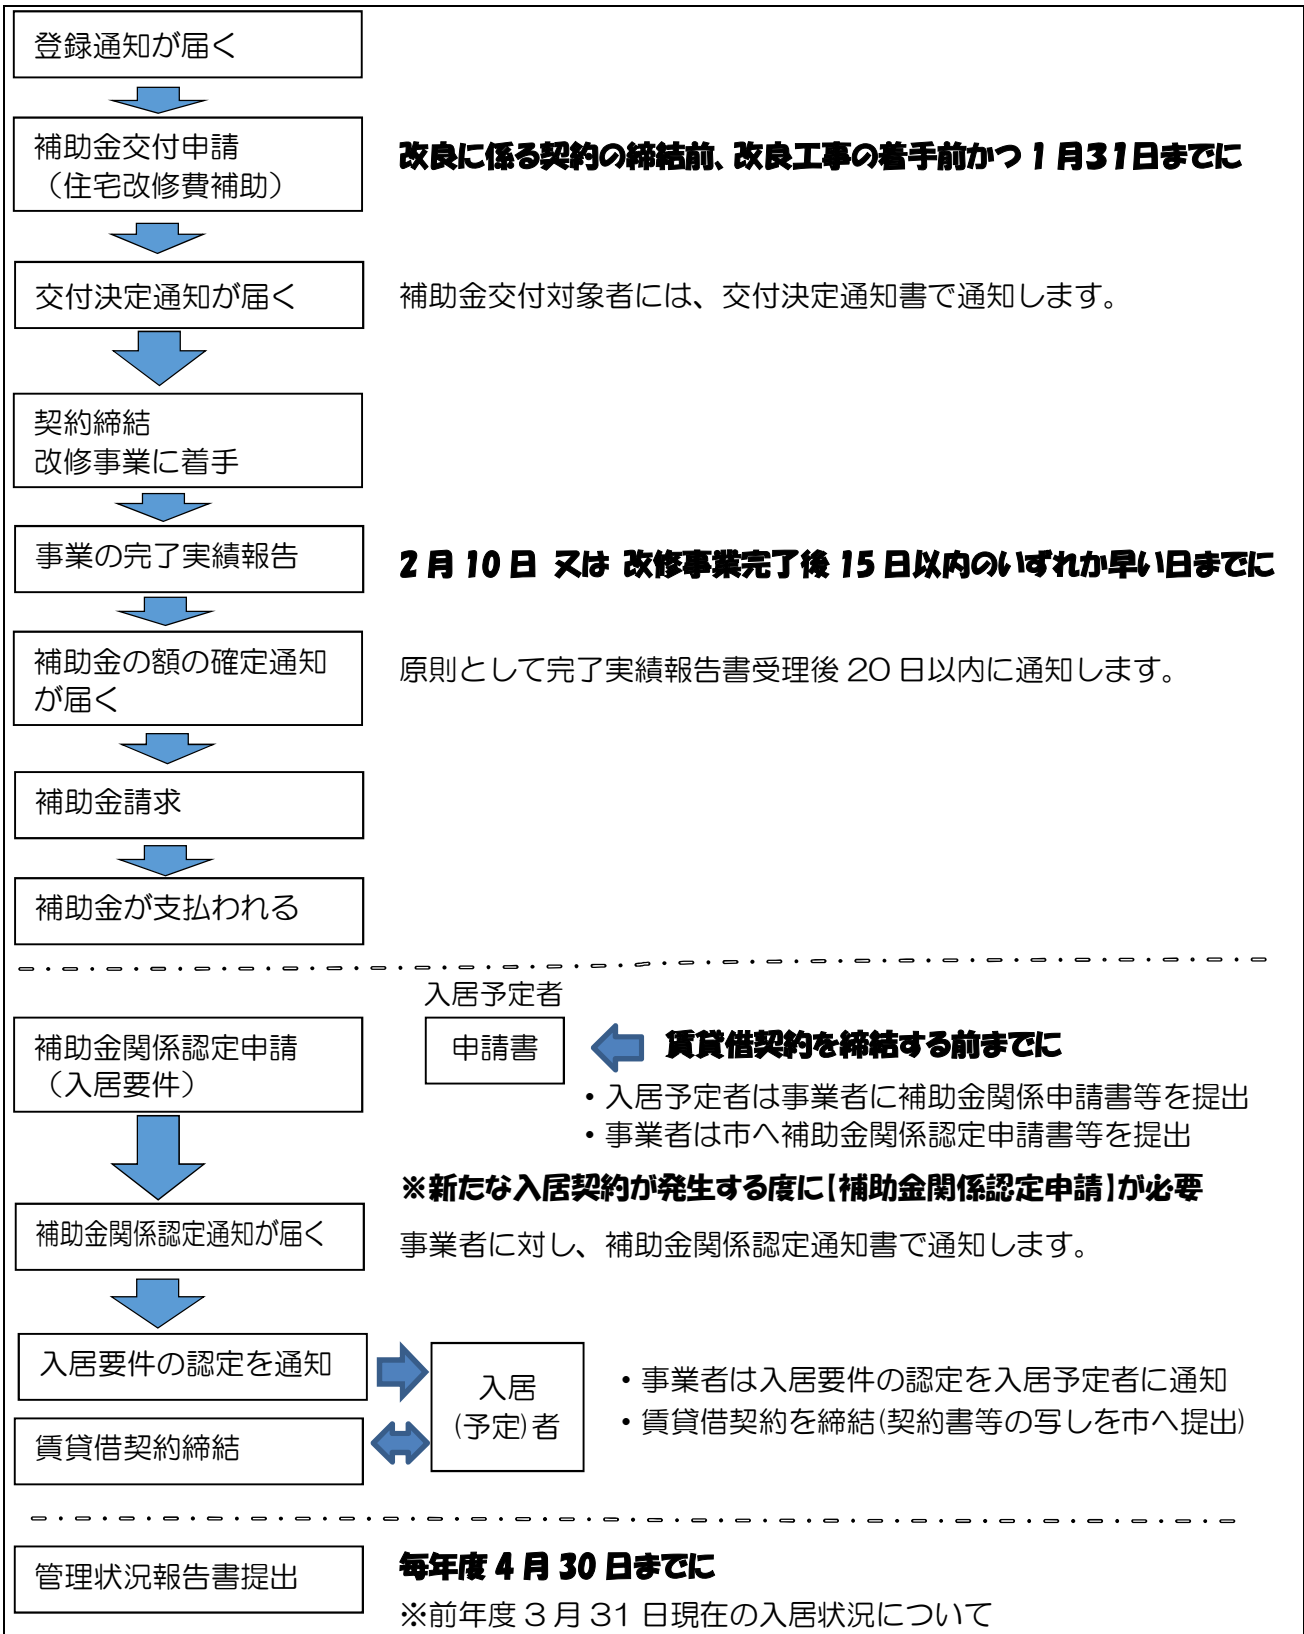 登録通知が届く
補助金交付申請
（住宅改修費補助）
改良に係る契約の締結前、改良工事の着手前かつ1月31日までに
交付決定通知が届く
補助金交付対象者には、交付決定通知書で通知します。
契約締結
改修事業に着手
事業の完了実績報告
2月10日 又は 改修事業完了後15日以内のいずれか早い日までに
補助金の額の確定通知
が届く
原則として完了実績報告書受理後20日以内に通知します。
補助金請求
補助金が支払われる
入居予定者
補助金関係認定申請
（入居要件）
申請書
賃貸借契約を締結する前までに
・入居予定者は事業者に補助金関係申請書等を提出
・事業者は市へ補助金関係認定申請書等を提出
※新たな入居契約が発生する度に【補助金関係認定申請】が必要
補助金関係認定通知が届く
事業者に対し、補助金関係認定通知書で通知します。
入居要件の認定を通知
入居
(予定)者
・事業者は入居要件の認定を入居予定者に通知
・賃貸借契約を締結(契約書等の写しを市へ提出)
賃貸借契約締結
管理状況報告書提出
毎年度4月30日までに
※前年度3月31日現在の入居状況について